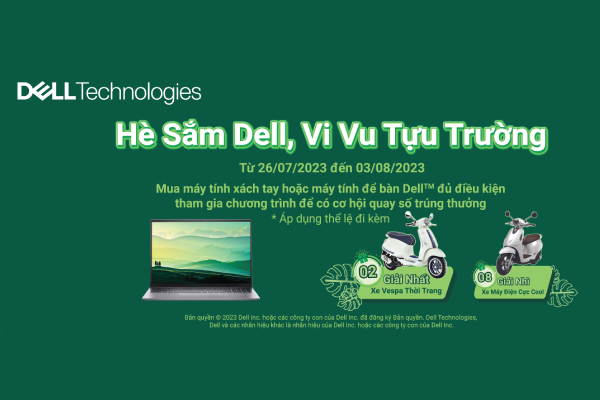 DELLTechnologies
Hè Sắm Dell, Vi Vu Tựu Trường
Từ 26/07/2023 đến 03/08/2023
Mua máy tính xách tay hoặc máy tính để bàn Dell™ đủ điều kiện
tham gia chương trình để có cơ hội quay số trúng thưởng
* Áp dụng thể lệ đi kèm
02 Giải Nhất
Xe Vespa Thời Trang
08 Giải Nhì
Xe Máy Điện Cực Cool
Bản quyền © 2023 Dell Inc. hoặc các công ty con của Dell Inc. đã đăng ký Bản quyền. Dell Technologies,
Dell và các nhãn hiệu khác là nhãn hiệu của Dell Inc. hoặc các công ty con của Dell Inc.